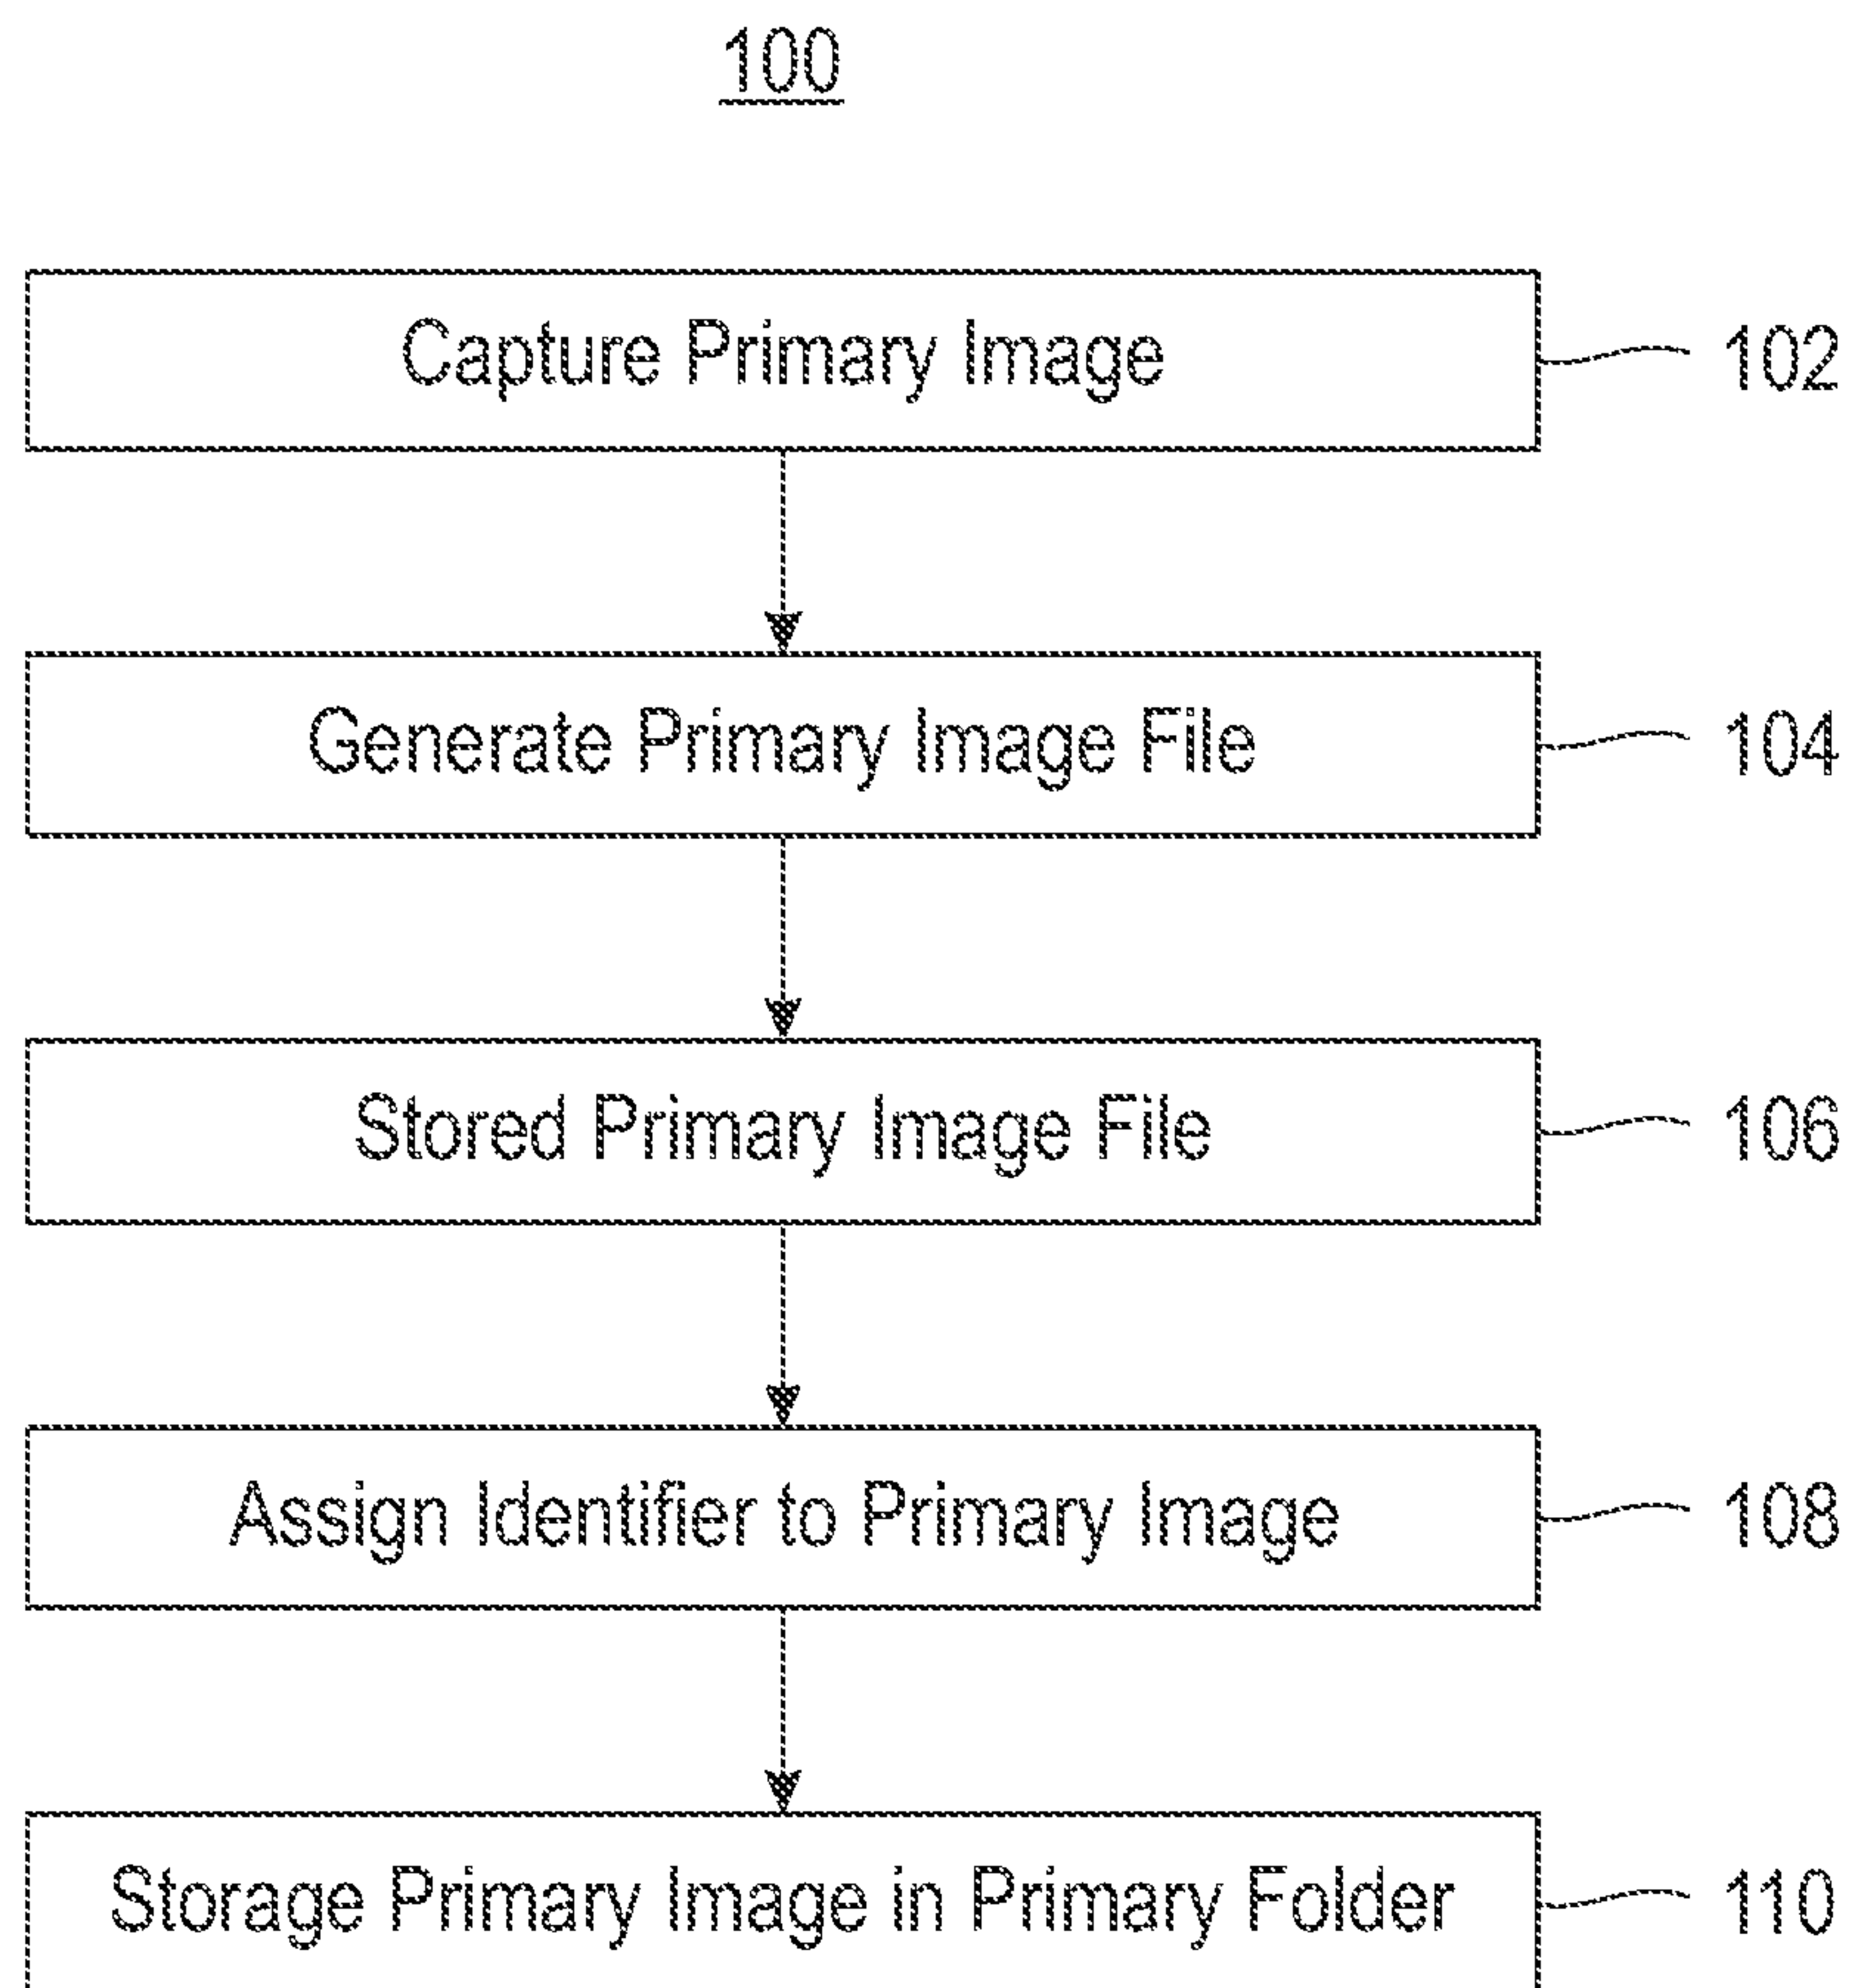 100
Capture Primary Image
102
Generate Primary Image File
104
Stored Primary Image File
106
Assign Identifier to Primary Image
108
Storage Primary Image in Primary Folder
110